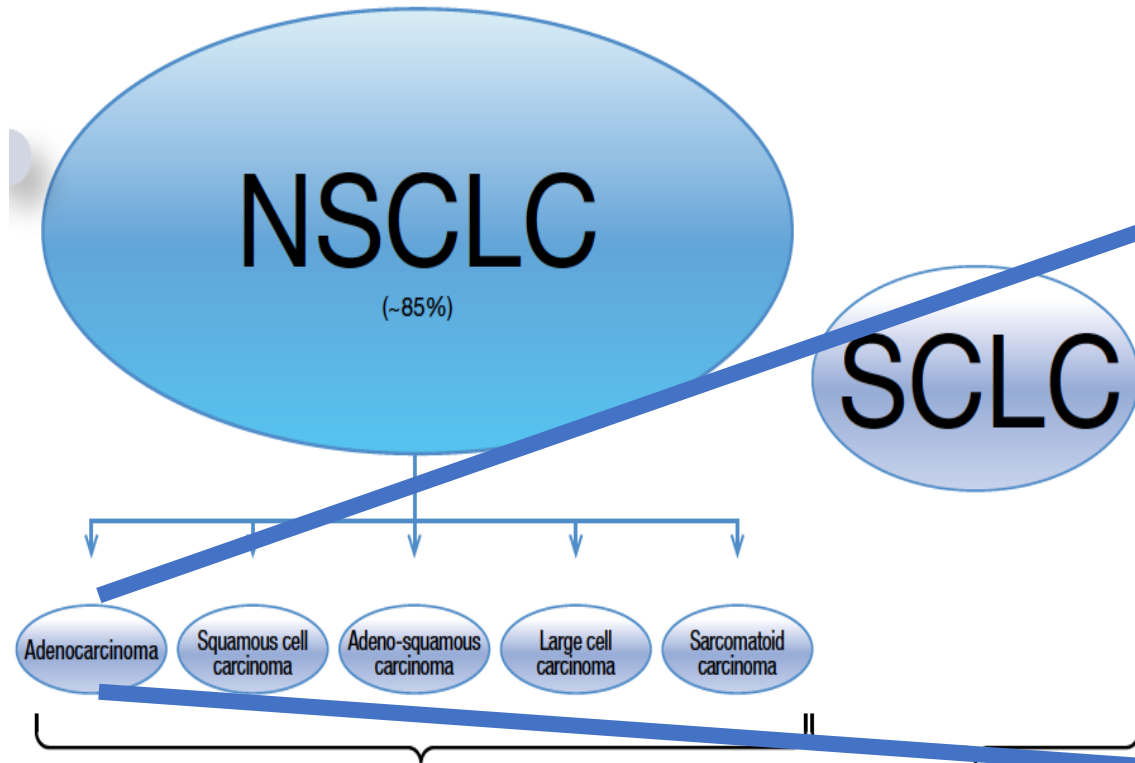 NSCLC
(~85%)
SCLC
Adenocarcinoma
Squamous cell
carcinoma
Adeno-squamous
carcinoma
Large cell
carcinoma
Sarcomatoid
carcinoma